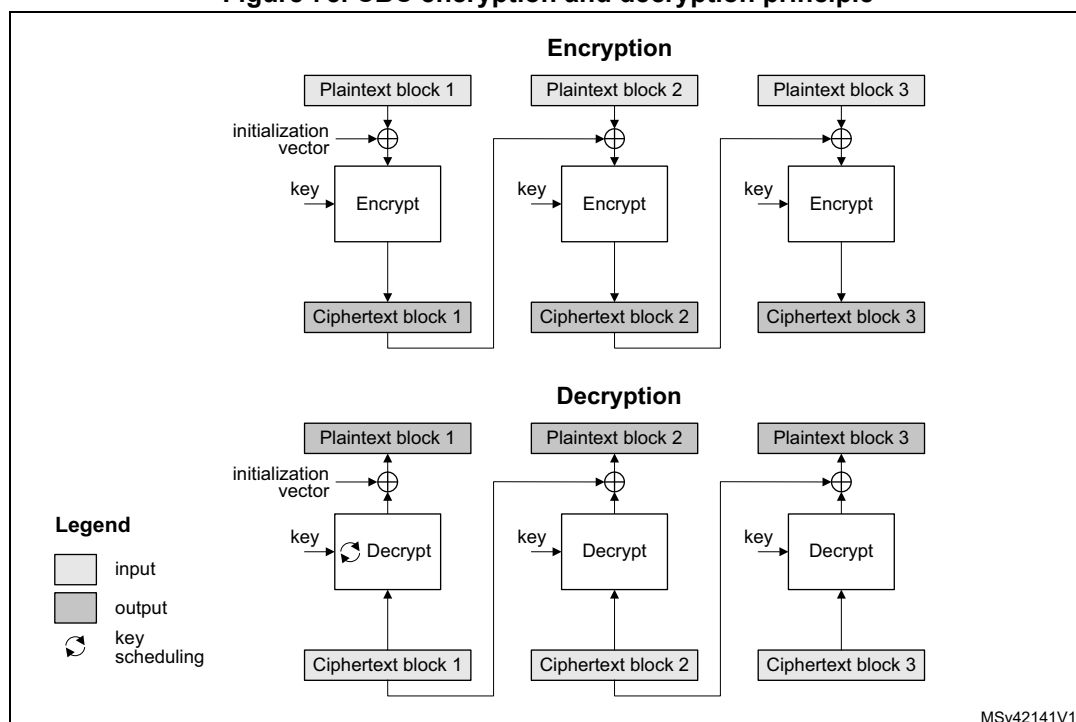 Encryption
Plaintext block 1 Plaintext block 2 Plaintext block 3
initialization
vector
key key key
Encrypt Encrypt Encrypt
Ciphertext block 1 Ciphertext block 2 Ciphertext block 3
Decryption
Plaintext block 1 Plaintext block 2 Plaintext block 3
initialization
vector
Legend
key key key
Decrypt Decrypt Decrypt
input
output
key
scheduling
Ciphertext block 1 Ciphertext block 2 Ciphertext block 3
MSv42141V1